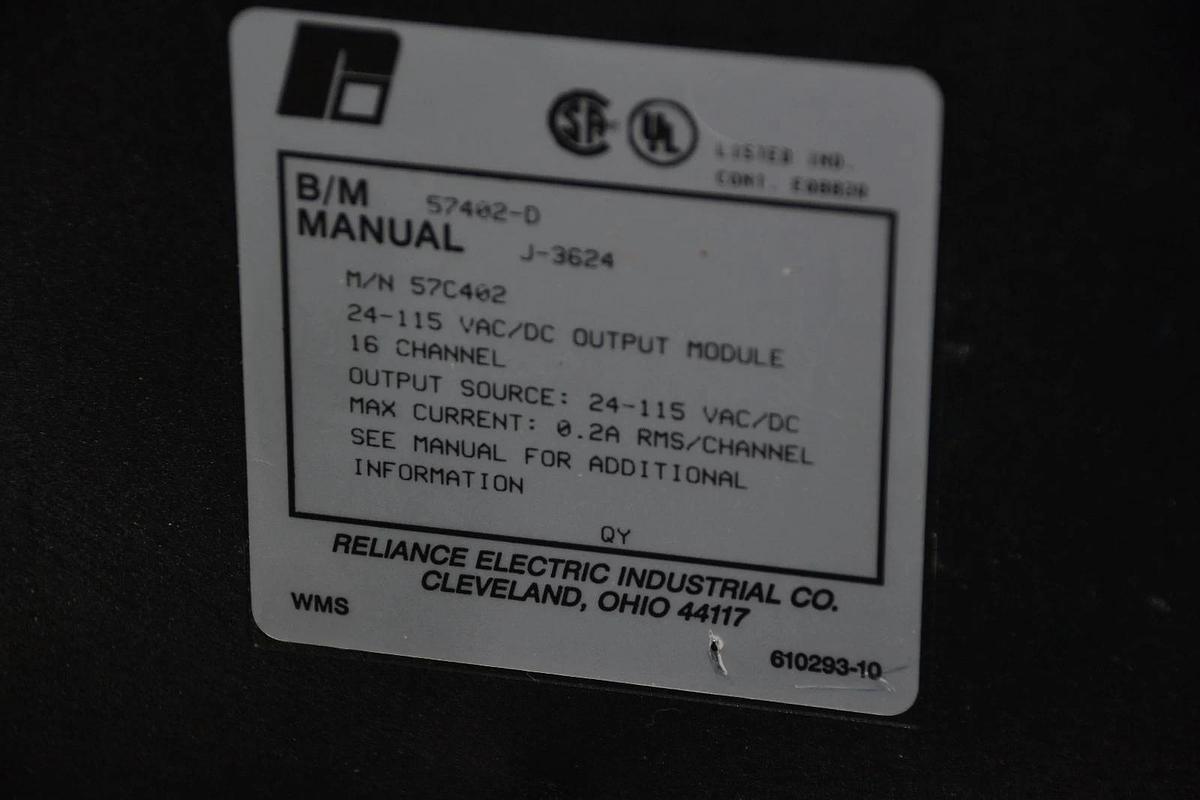 SA UL
LISTED IND.
CONT.
B/M 57402-D
MANUAL J-3624
M/N 57C402
24-115 VAC/DC OUTPUT MODULE
16 CHANNEL
OUTPUT SOURCE: 24-115 VAC/DC
MAX CURRENT: 0.2A RMS/CHANNEL
SEE MANUAL FOR ADDITIONAL
INFORMATION
QY
RELIANCE ELECTRIC INDUSTRIAL CO.
CLEVELAND, OHIO 44117
WMS
610293-10